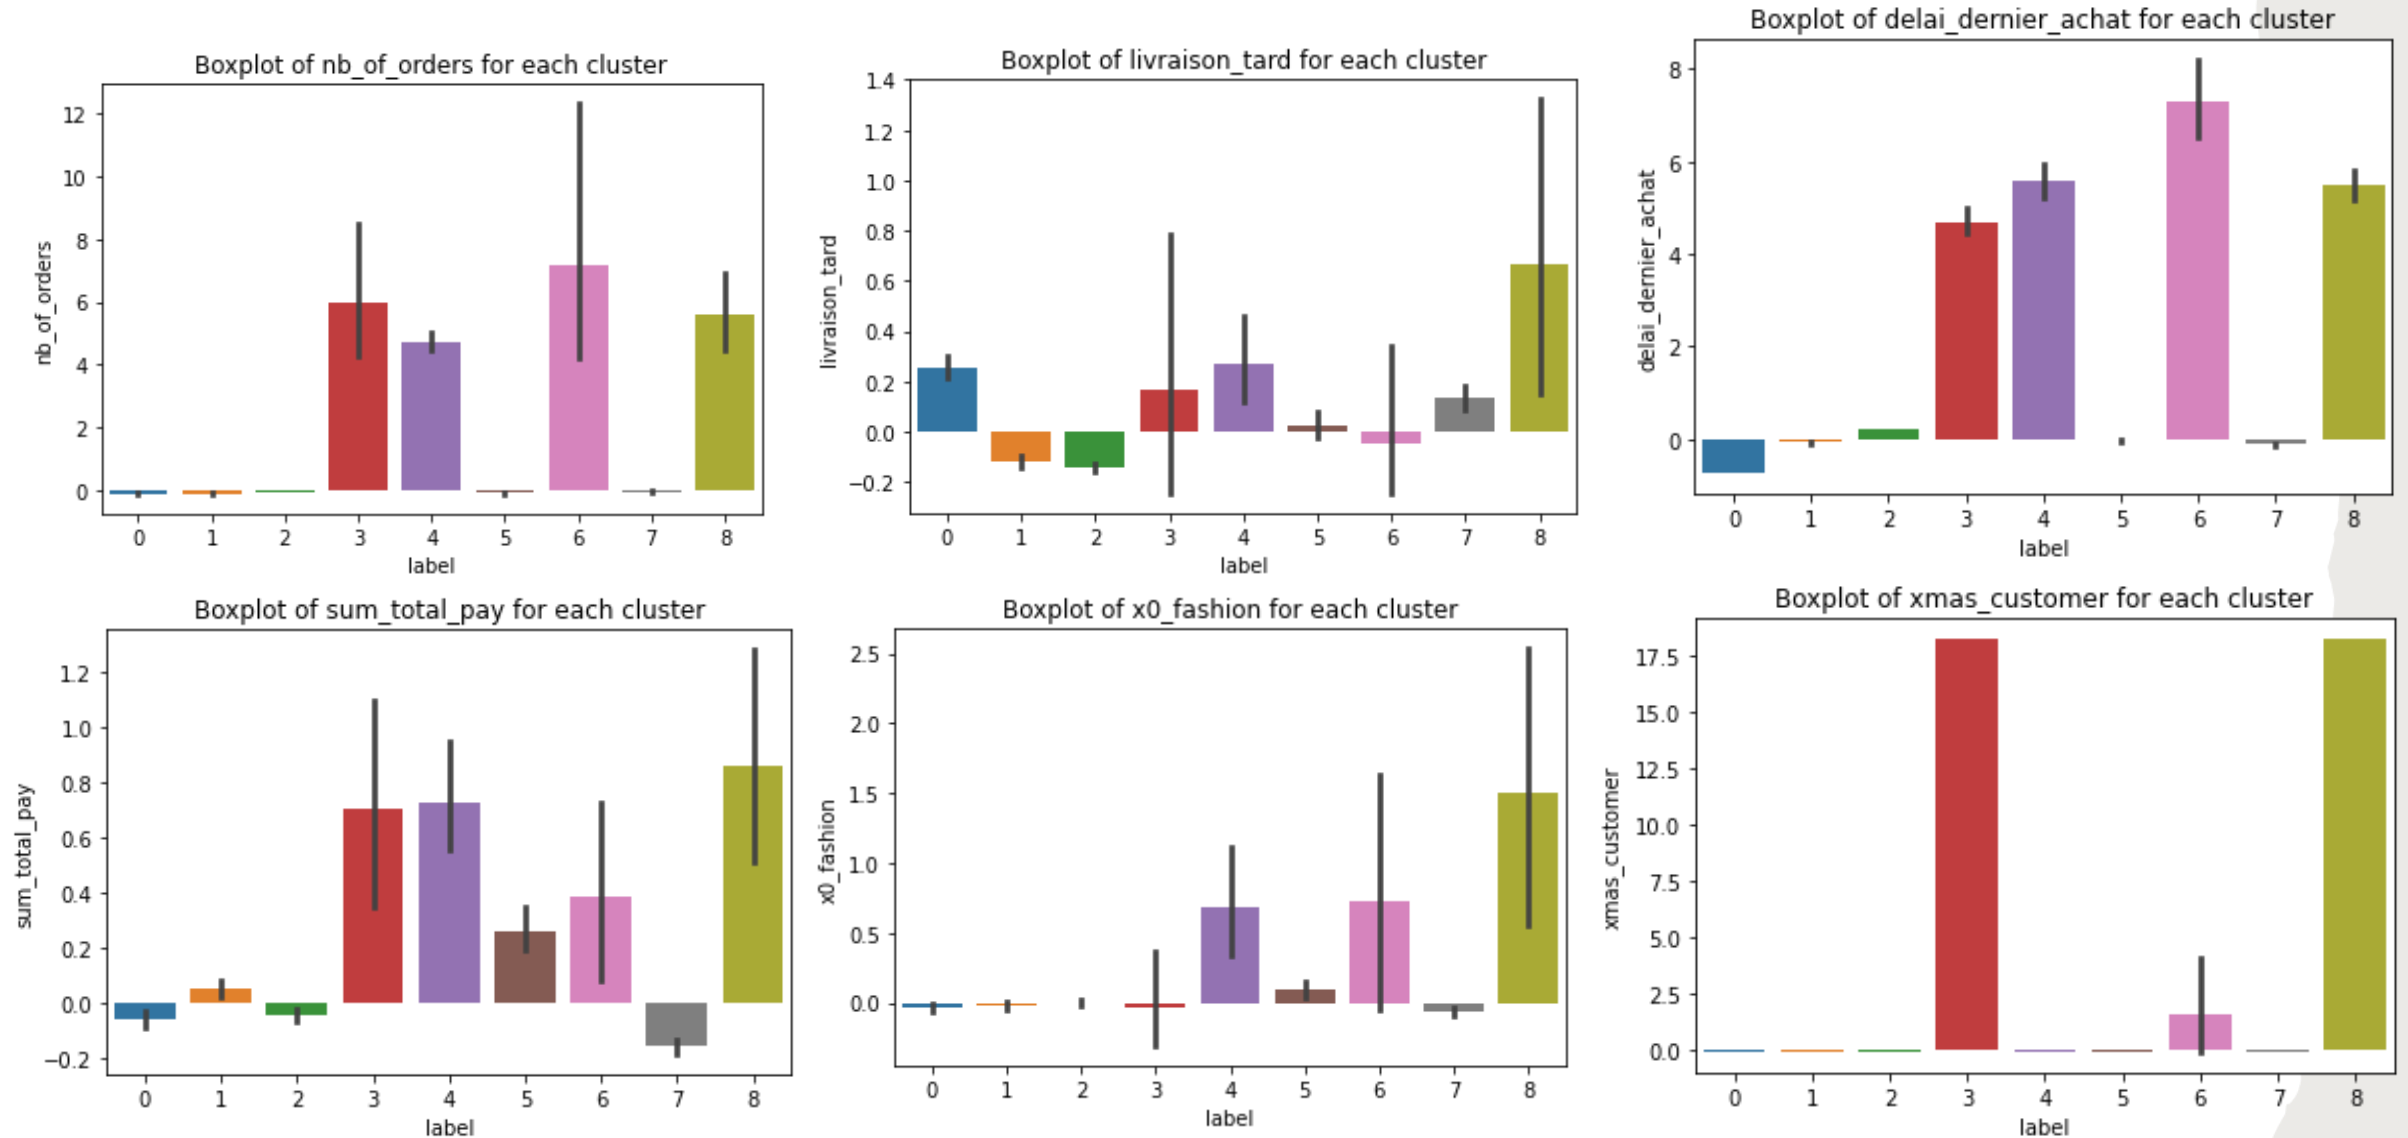 Boxplot of nb_of_orders for each cluster
nb_of_orders
12
10
8
6
4
2
0
0 1 2 3 4 5 6 7 8
label
Boxplot of livraison_tard for each cluster
livraison_tard
1.4
1.2
1.0
0.8
0.6
0.4
0.2
0.0
−0.2
0 1 2 3 4 5 6 7 8
label
Boxplot of delai_dernier_achat for each cluster
delai_dernier_achat
8
6
4
2
0
0 1 2 3 4 5 6 7 8
label
Boxplot of sum_total_pay for each cluster
sum_total_pay
1.2
1.0
0.8
0.6
0.4
0.2
0.0
−0.2
0 1 2 3 4 5 6 7 8
label
Boxplot of x0_fashion for each cluster
x0_fashion
2.5
2.0
1.5
1.0
0.5
0.0
0 1 2 3 4 5 6 7 8
label
Boxplot of xmas_customer for each cluster
xmas_customer
17.5
15.0
12.5
10.0
7.5
5.0
2.5
0.0
0 1 2 3 4 5 6 7 8
label